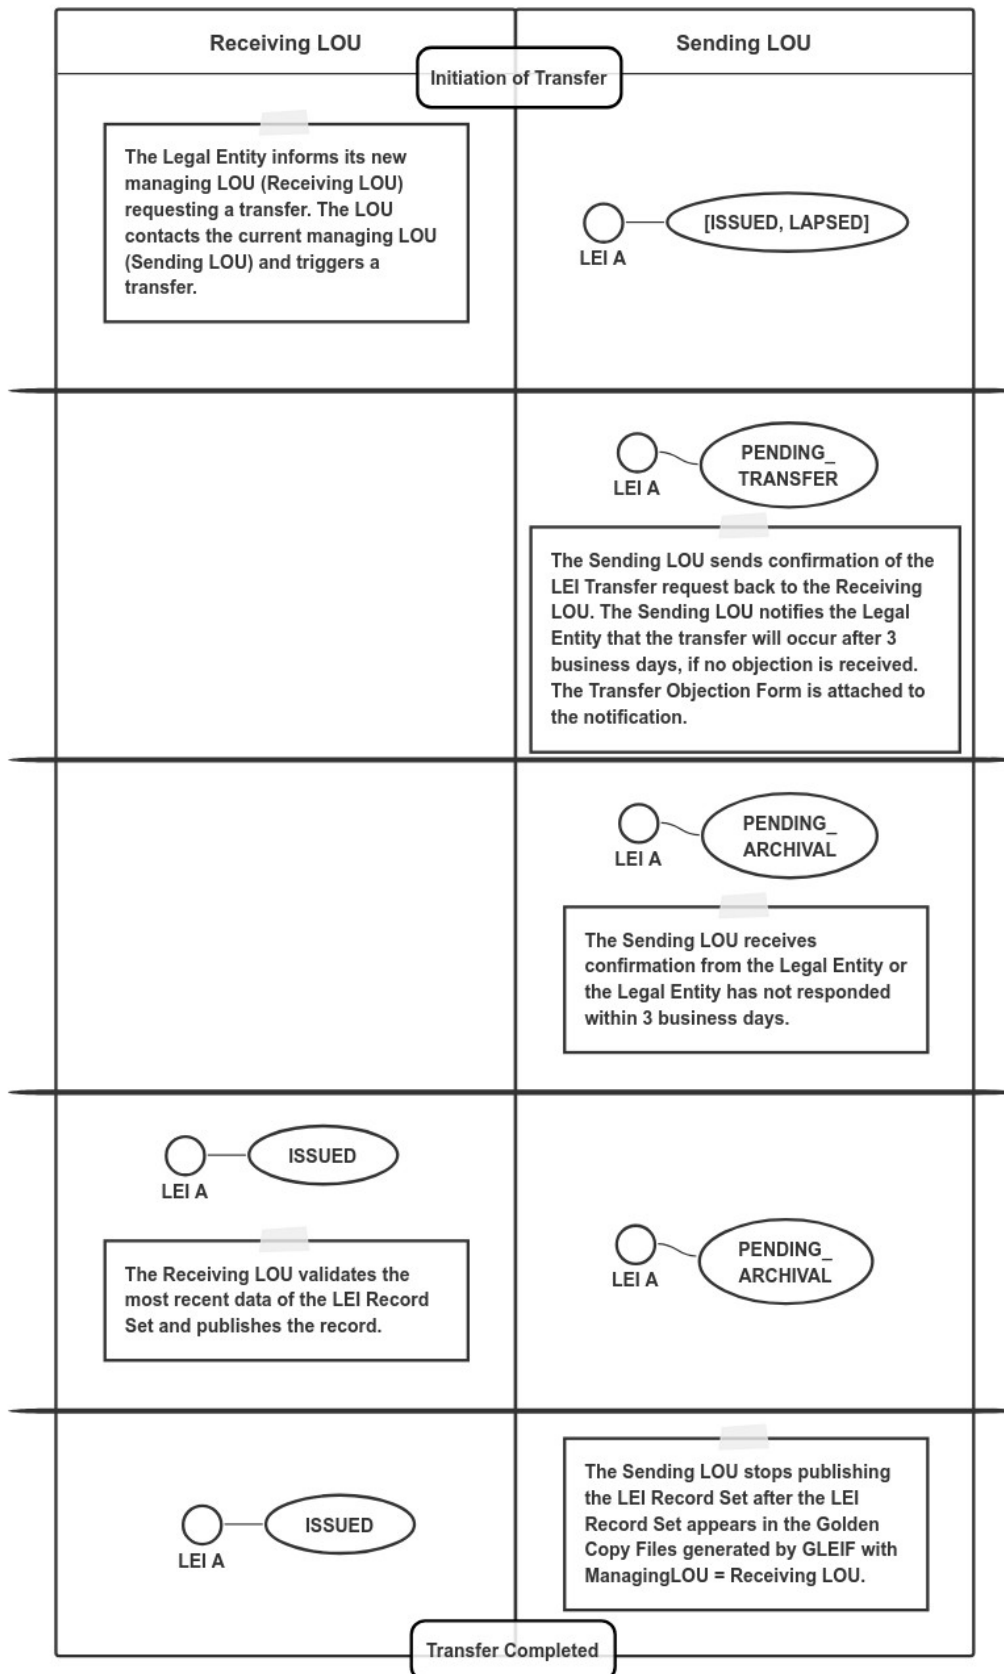 Receiving LOU
Sending LOU
Initiation of Transfer
The Legal Entity informs its new
managing LOU (Receiving LOU)
requesting a transfer. The LOU
contacts the current managing LOU
(Sending LOU) and triggers a
transfer.
[ISSUED, LAPSED]
LEI A
PENDING_
TRANSFER
LEI A
The Sending LOU sends confirmation of the
LEI Transfer request back to the Receiving
LOU. The Sending LOU notifies the Legal
Entity that the transfer will occur after 3
business days, if no objection is received.
The Transfer Objection Form is attached to
the notification.
PENDING_
ARCHIVAL
LEI A
The Sending LOU receives
confirmation from the Legal Entity or
the Legal Entity has not responded
within 3 business days.
ISSUED
LEI A
The Receiving LOU validates the
most recent data of the LEI Record
Set and publishes the record.
PENDING_
ARCHIVAL
LEI A
ISSUED
LEI A
The Sending LOU stops publishing
the LEI Record Set after the LEI
Record Set appears in the Golden
Copy Files generated by GLEIF with
ManagingLOU = Receiving LOU.
Transfer Completed